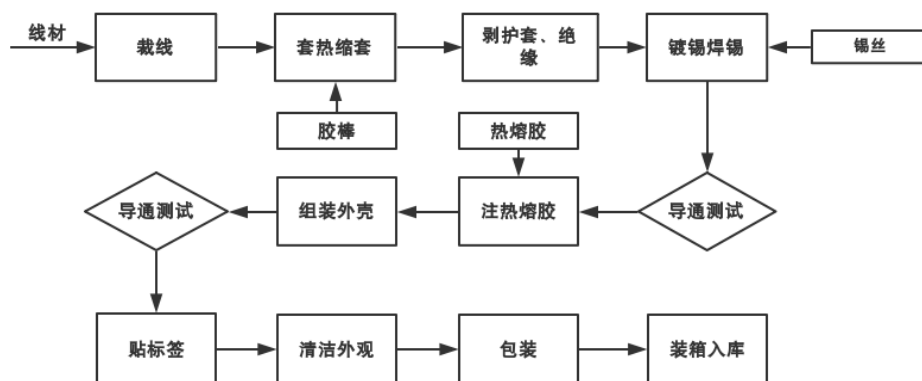 线材
裁线
套热缩套
剥护套、绝
缘
镀锡焊锡
锡丝
胶棒
热熔胶
导通测试
组装外壳
注热熔胶
导通测试
贴标签
清洁外观
包装
装箱入库